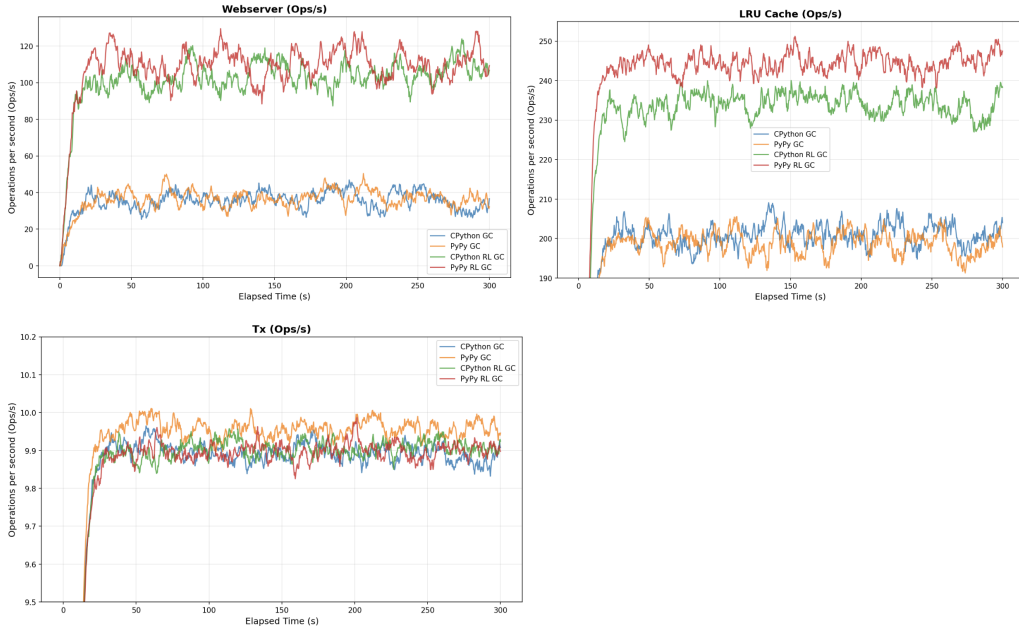 Webserver (Ops/s)
Operations per second (Ops/s)
120
100
80
60
40
20
0
0 50 100 150 200 250 300
Elapsed Time (s)
CPython GC
PyPy GC
CPython RL GC
PyPy RL GC
LRU Cache (Ops/s)
Operations per second (Ops/s)
250
240
230
220
210
200
190
0 50 100 150 200 250 300
Elapsed Time (s)
CPython GC
PyPy GC
CPython RL GC
PyPy RL GC
Tx (Ops/s)
Operations per second (Ops/s)
10.2
10.1
10.0
9.9
9.8
9.7
9.6
9.5
0 50 100 150 200 250 300
Elapsed Time (s)
CPython GC
PyPy GC
CPython RL GC
PyPy RL GC